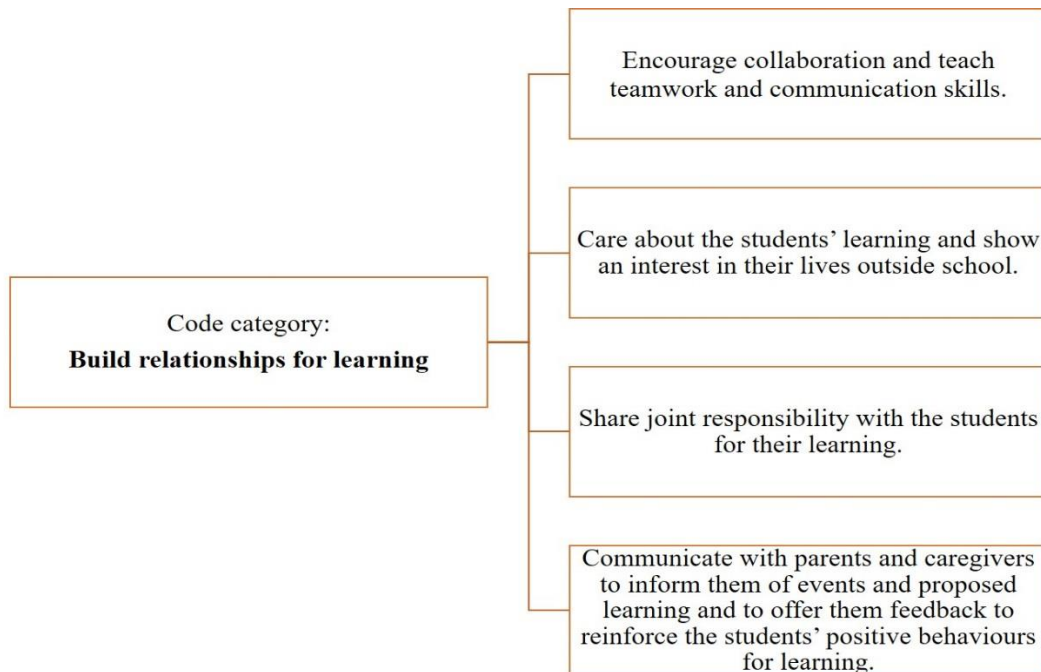 Encourage collaboration and teach
teamwork and communication skills.
Care about the students’ learning and show
an interest in their lives outside school.
Code category:
Build relationships for learning
Share joint responsibility with the students
for their learning.
Communicate with parents and caregivers
to inform them of events and proposed
learning and to offer them feedback to
reinforce the students’ positive behaviours
for learning.